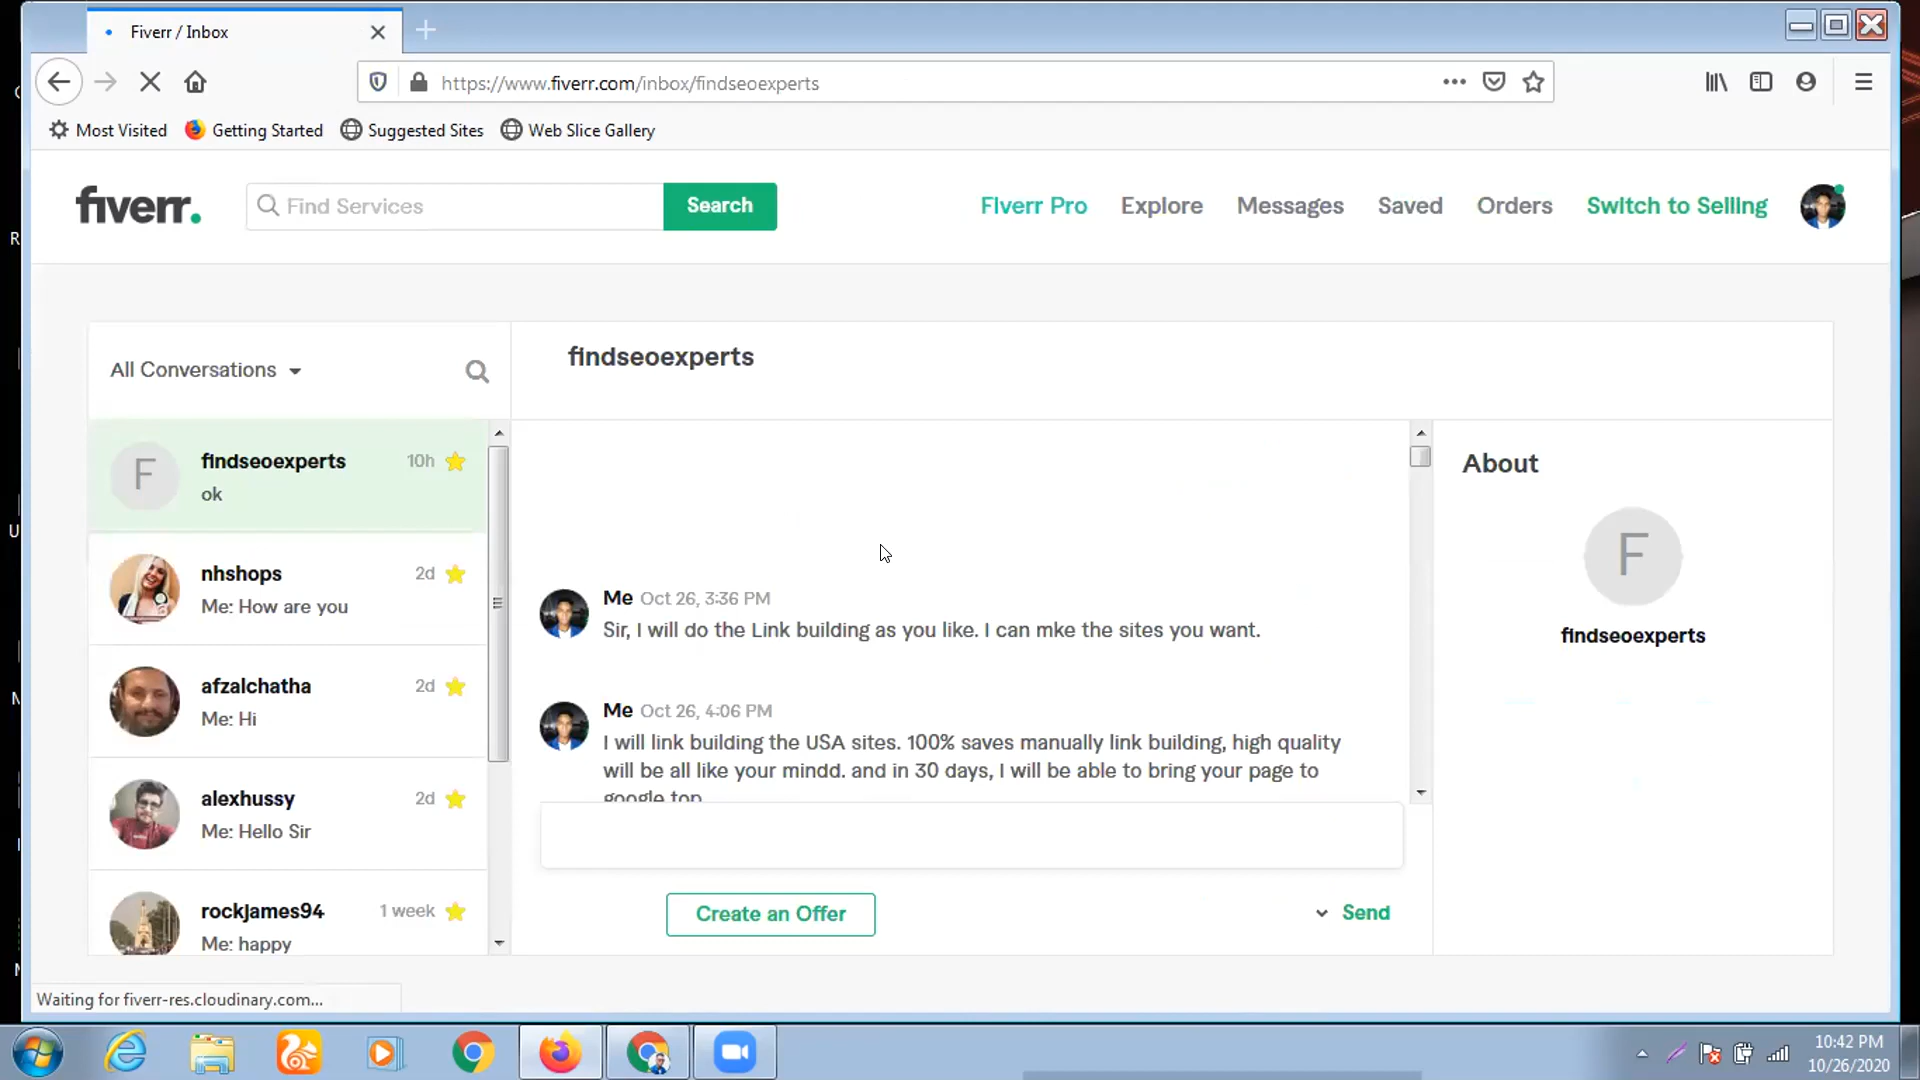 Fiverr / Inbox
https://www.fiverr.com/inbox/findseoexperts
Most Visited
Getting Started
Suggested Sites
Web Slice Gallery
fiverr.
Find Services
Search
FIverr Pro
Explore
Messages
Saved
Orders
Switch to Selling
All Conversations
findseoexperts
findseoexperts
10h
ok
nhshops
2d
Me: How are you
afzalchatha
2d
Me: Hi
alexhussy
2d
Me: Hello Sir
rockjames94
1 week
Me: happy
Me Oct 26, 3:36 PM
Sir, I will do the Link building as you like. I can mke the sites you want.
Me Oct 26, 4:06 PM
I will link building the USA sites. 100% saves manually link building, high quality
will be all like your mindd. and in 30 days, I will be able to bring your page to
google top
Create an Offer
Send
About
F
F
findseoexperts
Waiting for fiverr-res.cloudinary.com...
10:42 PM
10/26/2020